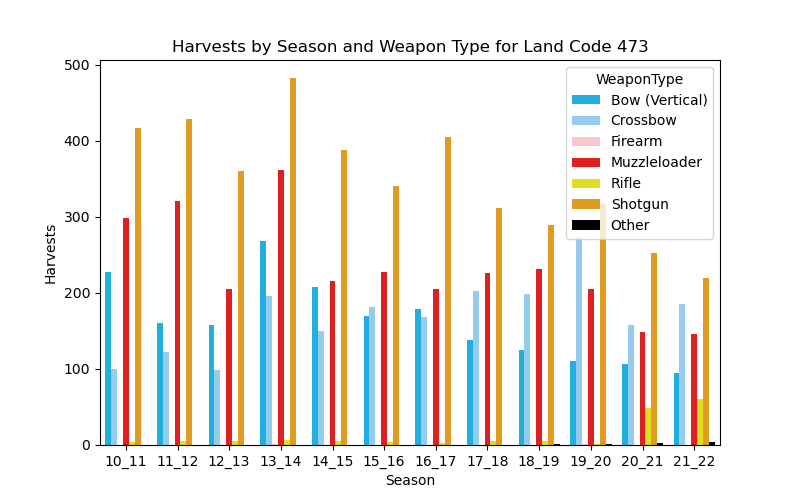 Harvests by Season and Weapon Type for Land Code 473
500
400
300
200
100
0
Harvests
WeaponType
Bow (Vertical)
Crossbow
Firearm
Muzzleloader
Rifle
Shotgun
Other
10_11 11_12 12_13 13_14 14_15 15_16 16_17 17_18 18_19 19_20 20_21 21_22
Season